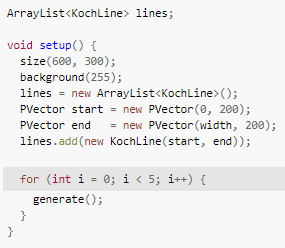 ArrayList<KochLine> lines;
void setup() {
  size(600, 300);
  background(255);
  lines = new ArrayList<KochLine>();
  PVector start = new PVector(0, 200);
  PVector end   = new PVector(width, 200);
  lines.add(new KochLine(start, end));
  for (int i = 0; i < 5; i++) {
    generate();
  }
}